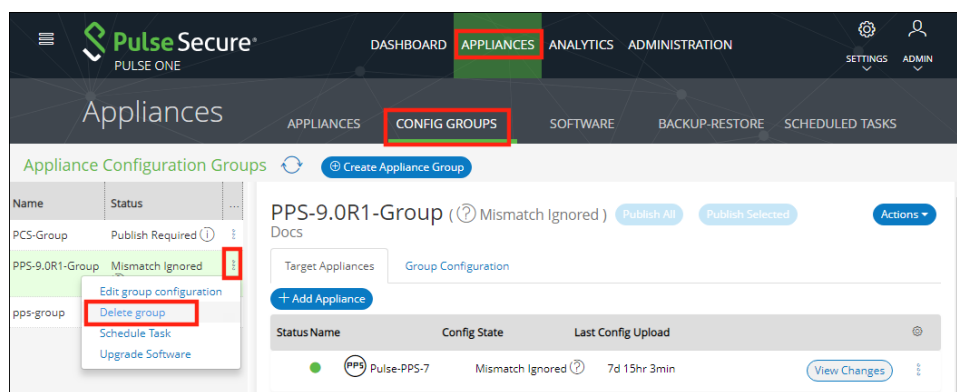 Pulse Secure®
PULSE ONE
DASHBOARD APPLIANCES ANALYTICS ADMINISTRATION
SETTINGS ADMIN
Appliances
APPLIANCES CONFIG GROUPS SOFTWARE BACKUP-RESTORE SCHEDULED TASKS
Appliance Configuration Groups
Create Appliance Group
Name Status ...
PCS-Group Publish Required
PPS-9.0R1-Group Mismatch Ignored
pps-group
Edit group configuration
Delete group
Schedule Task
Upgrade Software
PPS-9.0R1-Group ( ? Mismatch Ignored ) Publish All Publish Selected Actions
Docs
Target Appliances Group Configuration
+ Add Appliance
Status Name Config State Last Config Upload
PPS Pulse-PPS-7 Mismatch Ignored ? 7d 15hr 3min View Changes